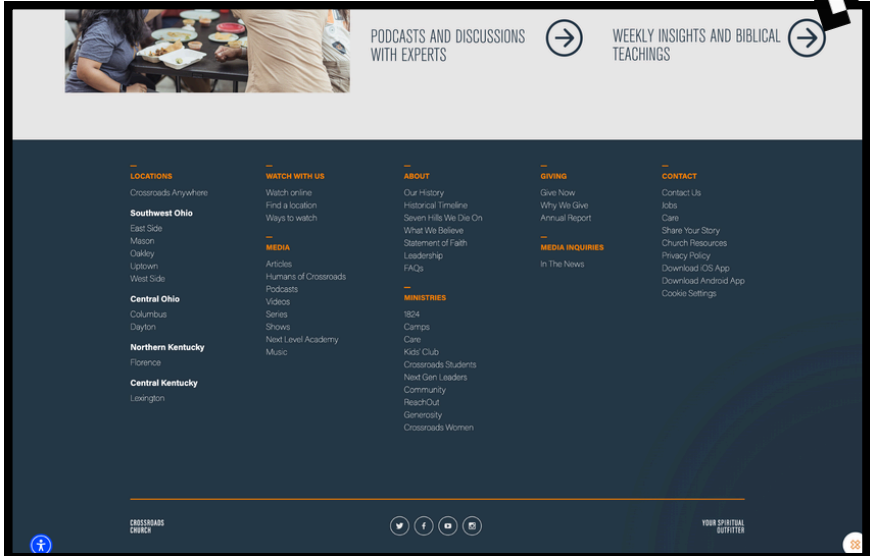 PODCASTS AND DISCUSSIONS
WITH EXPERTS
WEEKLY INSIGHTS AND BIBLICAL
TEACHINGS
LOCATIONS
Crossroads Anywhere
Southwest Ohio
East Side
Mason
Oakley
Uptown
West Side
Central Ohio
Columbus
Dayton
Northern Kentucky
Florence
Central Kentucky
Lexington
WATCH WITH US
Watch online
Find a location
Ways to watch
MEDIA
Articles
Humans of Crossroads
Podcasts
Videos
Series
Shows
Next Level Academy
Music
ABOUT
Our History
Historical Timeline
Seven Hills We Die On
What We Believe
Statement of Faith
Leadership
FAQs
MINISTRIES
1824
Camps
Care
Kids' Club
Crossroads Students
Next Gen Leaders
Community
ReachOut
Generosity
Crossroads Women
GIVING
Give Now
Why We Give
Annual Report
MEDIA INQUIRIES
In The News
CONTACT
Contact Us
Jobs
Care
Share Your Story
Church Resources
Privacy Policy
Download iOS App
Download Android App
Cookie Settings
CROSSROADS
CHURCH
YOUR SPIRITUAL
OUTFITTER